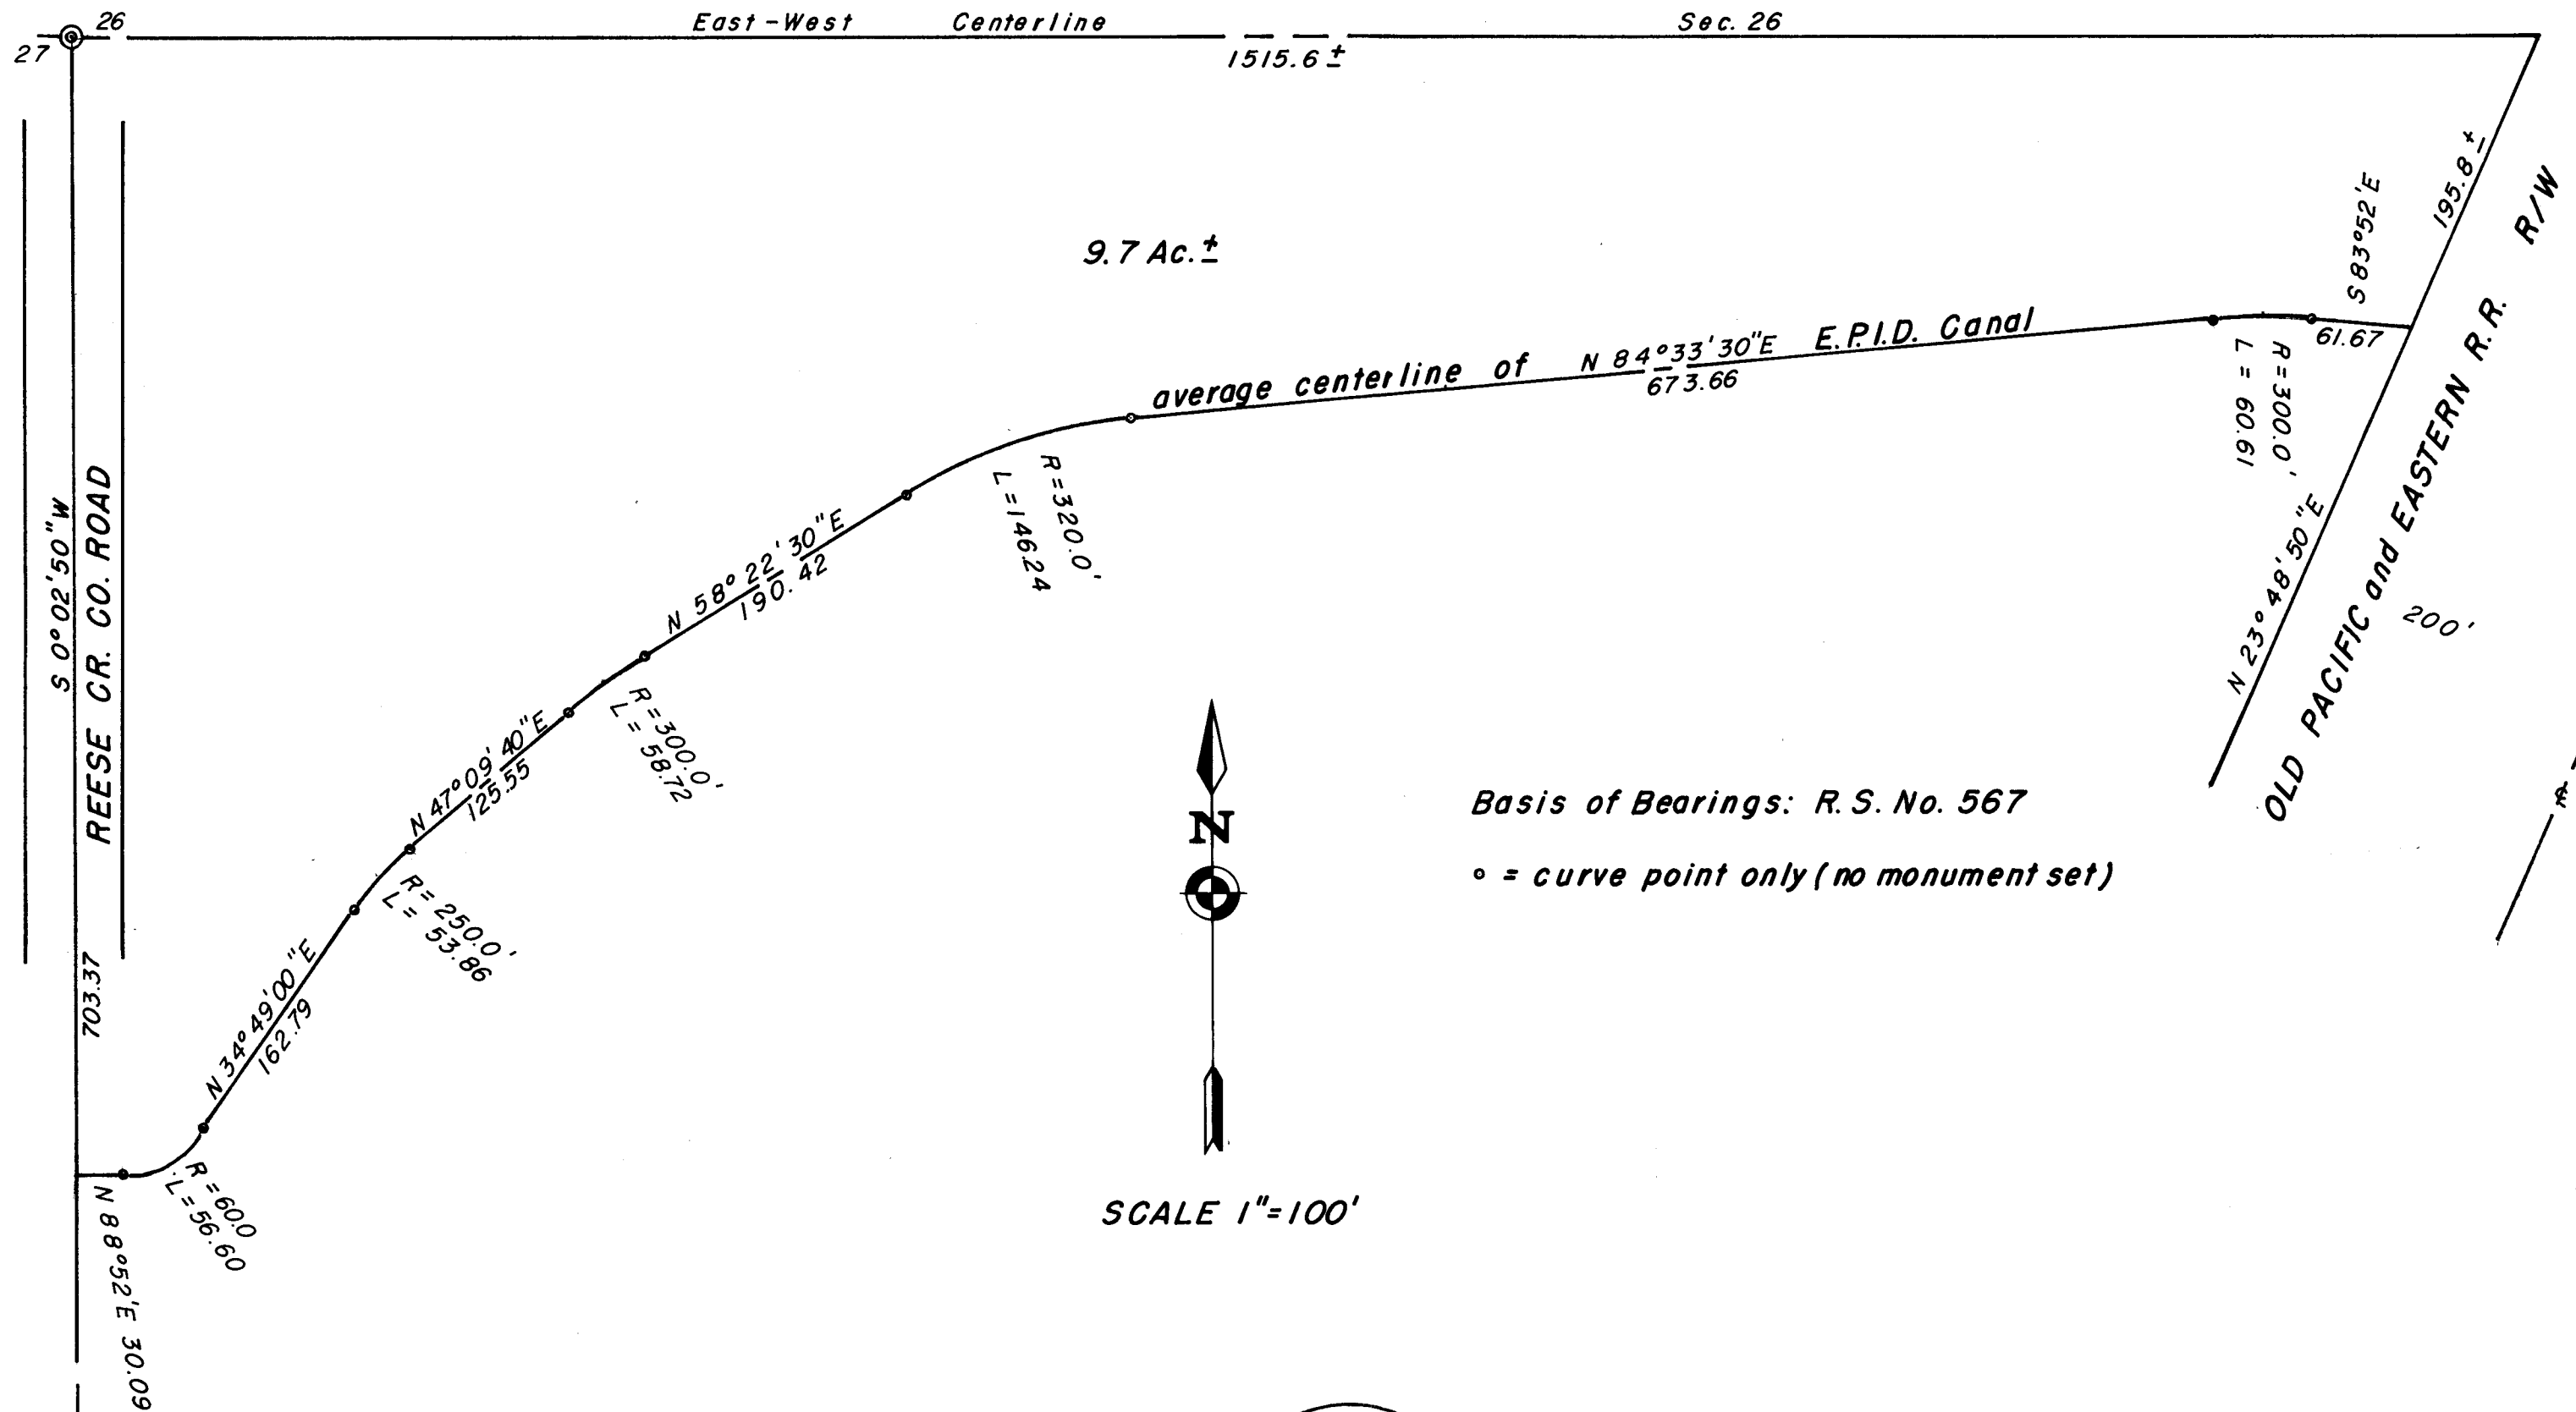 26
East-West Centerline Sec. 26
27
1515.6 ±
195.8 ±
R/W
S 83°52'E
9.7 Ac. ±
average centerline of N 84°33'30"E E.P.I.D. Canal
673.66
61.67
R=300.0'
L = 60.61
OLD PACIFIC and EASTERN R.R.
N 23°48'50"E
200'
R=320.0'
L=146.24
S 0°02'50"W
REESE CR. CO. ROAD
703.37
N 58°22'30"E
190.42
R=300.0'
L= 58.72
N 47°09'40"E
125.55
R= 250.0'
L= 53.86
N 34°49'00"E
162.79
R=60.0
L=56.60
N 88°52'E 30.09
N
Basis of Bearings: R.S. No. 567
= curve point only (no monument set)
SCALE 1"=100'